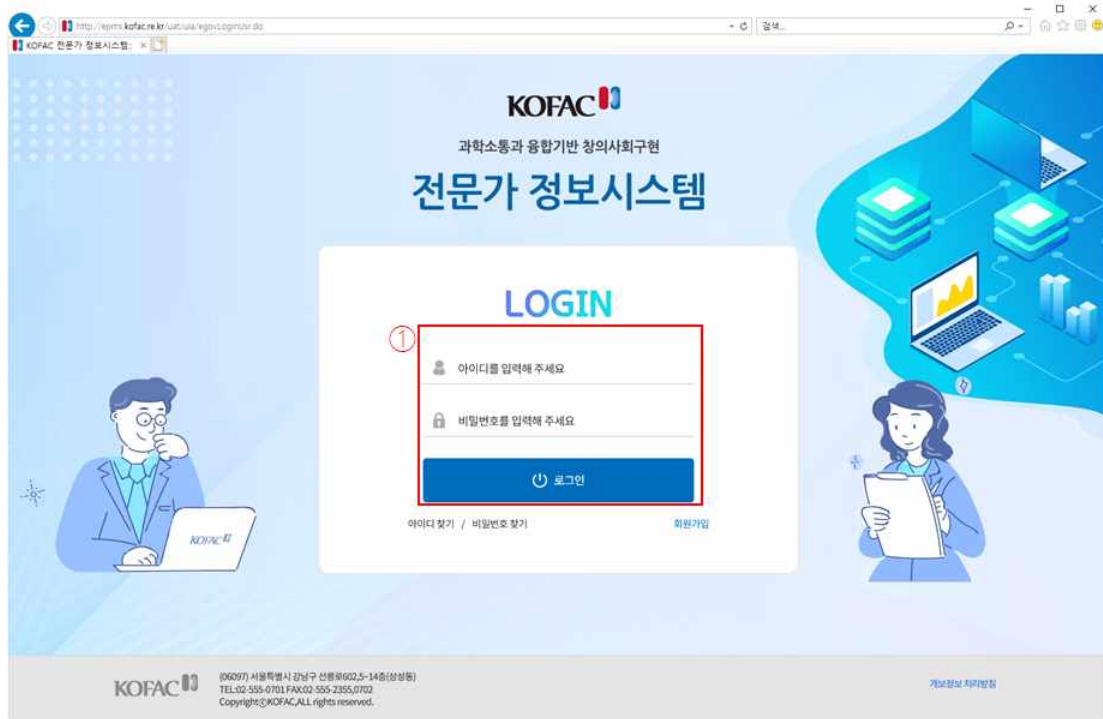 http://epms.kofac.re.kr/uat/uia/egovLoginUsr.do
검색...
KOFAC 전문가 정보시스템:
KOFAC
과학소통과 융합기반 창의사회구현
전문가 정보시스템
LOGIN
①
아이디를 입력해 주세요
비밀번호를 입력해 주세요
로그인
아이디 찾기 / 비밀번호 찾기 회원가입
KOFAC
KOFAC
(06097) 서울특별시 강남구 선릉로602,5~14층(삼성동)
TEL:02-555-0701 FAX:02-555-2355,0702
CopyrightⓒKOFAC,ALL rights reserved.
개보정보 처리방침